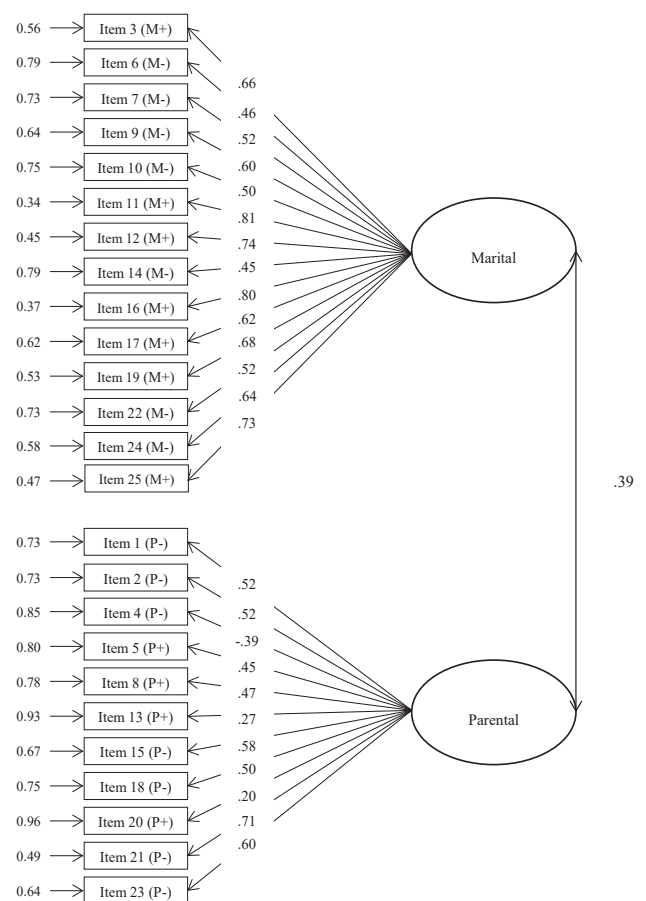 0.56 Item 3 (M+)
0.79 Item 6 (M-)
.66
0.73 Item 7 (M-)
.46
0.64 Item 9 (M-)
.52
0.75 Item 10 (M-)
.60
.50
0.34 Item 11 (M+)
.81
0.45 Item 12 (M+)
.74
Marital
0.79 Item 14 (M-)
.45
.80
0.37 Item 16 (M+)
.62
0.62 Item 17 (M+)
.68
0.53 Item 19 (M+)
.52
.64
0.73 Item 22 (M-)
.73
0.58 Item 24 (M-)
0.47 Item 25 (M+)
.39
0.73 Item 1 (P-)
0.73 Item 2 (P-)
.52
0.85 Item 4 (P-)
.52
-.39
0.80 Item 5 (P+)
.45
0.78 Item 8 (P+)
.47
0.93 Item 13 (P+)
.27
Parental
0.67 Item 15 (P-)
.58
.50
0.75 Item 18 (P-)
.20
0.96 Item 20 (P+)
.71
.60
0.49 Item 21 (P-)
0.64 Item 23 (P-)